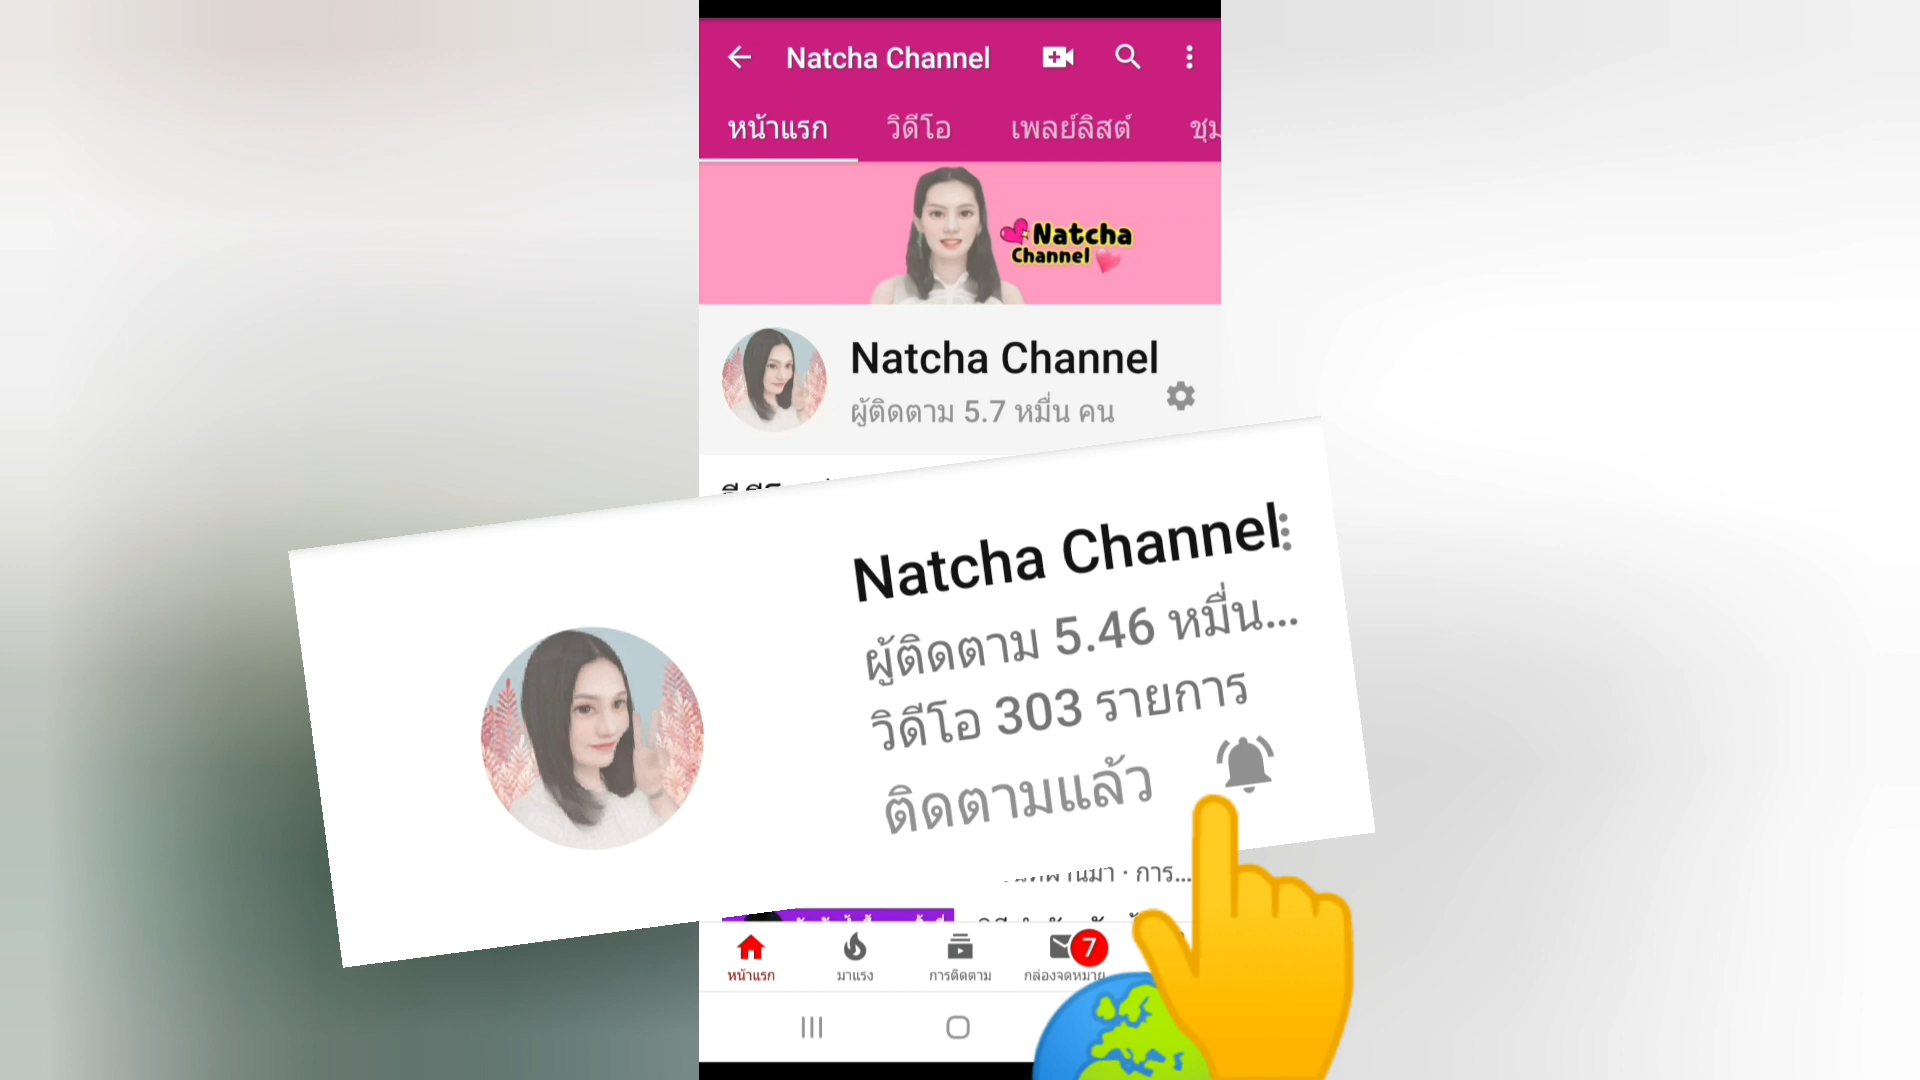 Natcha Channel
หน้าแรก วิดีโอ เพลย์ลิสต์ ชุม
Natcha
Channel
Natcha Channel
ผู้ติดตาม 5.7 หมื่น คน
Natcha Channel
ผู้ติดตาม 5.46 หมื่น...
วิดีโอ 303 รายการ
ติดตามแล้ว
· การ...
7
หน้าแรก มาแรง การติดตาม กล่องจดหมาย